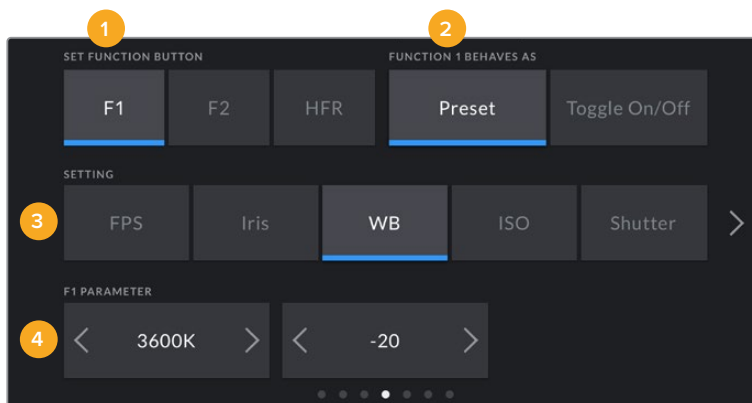 1 2
SET FUNCTION BUTTON FUNCTION 1 BEHAVES AS
F1 F2 HFR Preset Toggle On/Off
SETTING
3 FPS Iris WB ISO Shutter
F1 PARAMETER
4 3600K -20